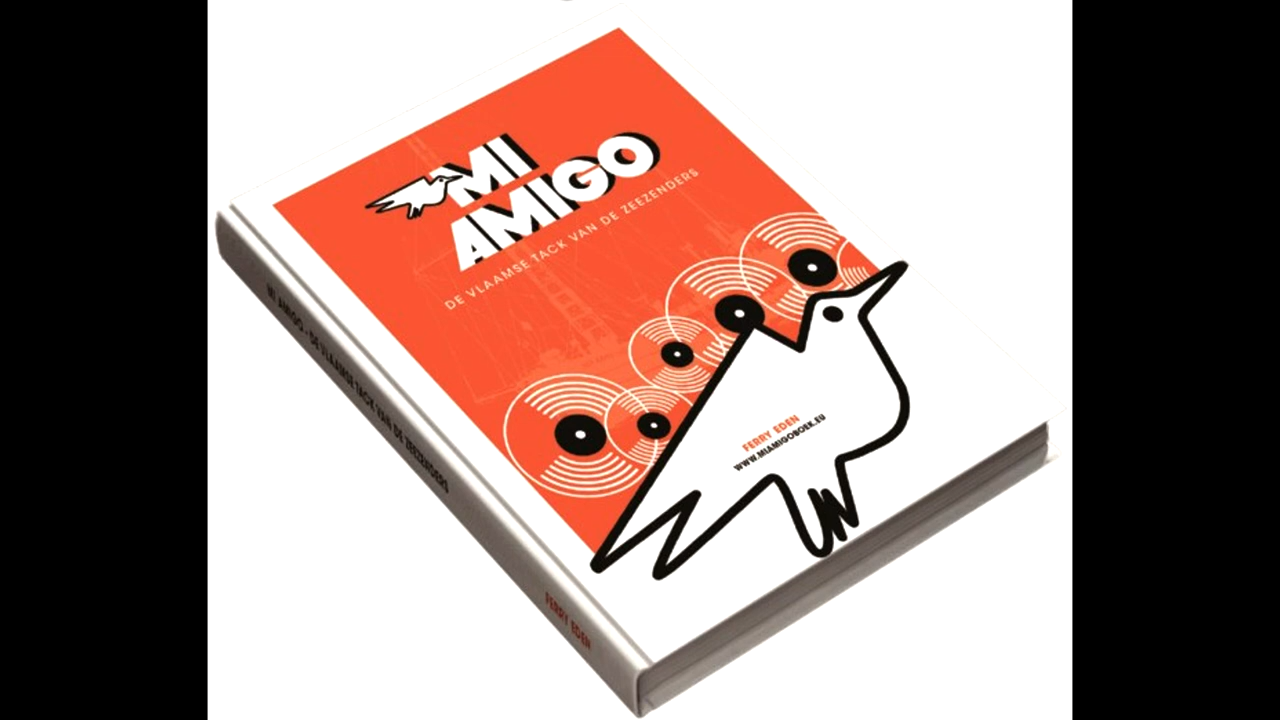 MI
AMIGO
DE VLAAMSE TACK VAN DE ZEEZENDERS
FERRY EDEN
WWW.MIAMIGOBOEK.EU
MI AMIGO - DE VLAAMSE TACK VAN DE ZEEZENDERS
FERRY EDEN